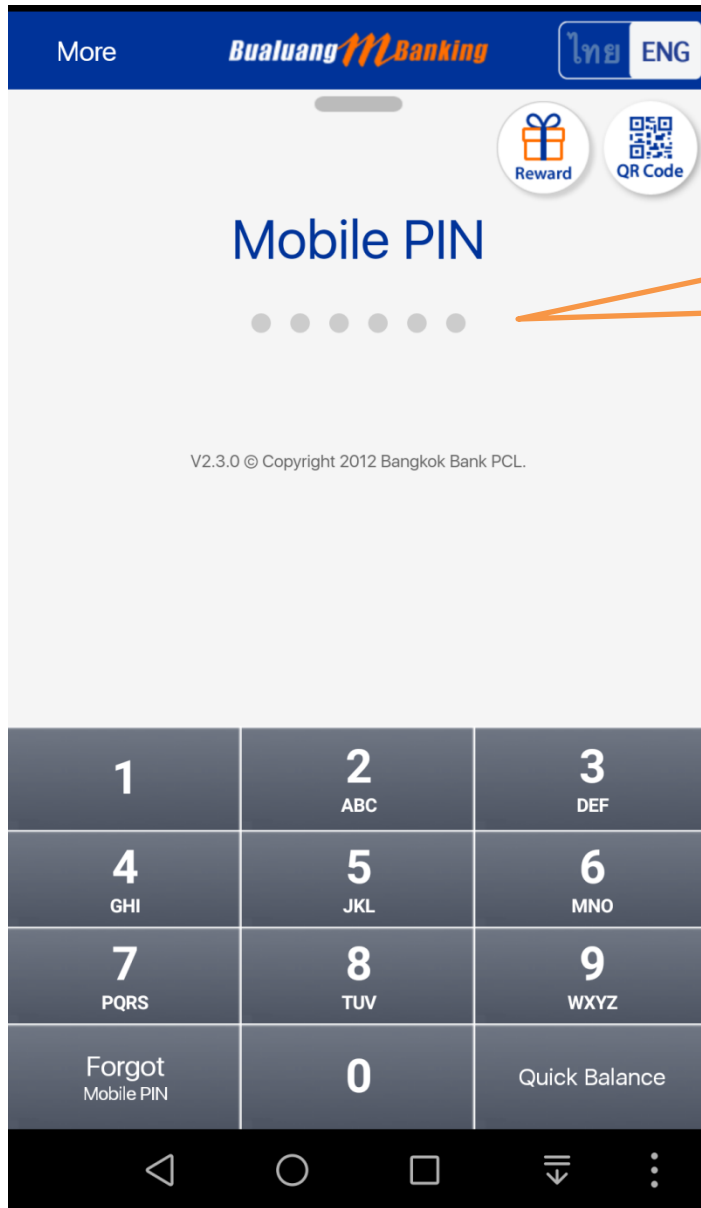 More Bualuang mBanking ไทย ENG
Reward QR Code
Mobile PIN
V2.3.0 © Copyright 2012 Bangkok Bank PCL.
1 2 3
ABC DEF
4 5 6
GHI JKL MNO
7 8 9
PQRS TUV WXYZ
Forgot 0 Quick Balance
Mobile PIN